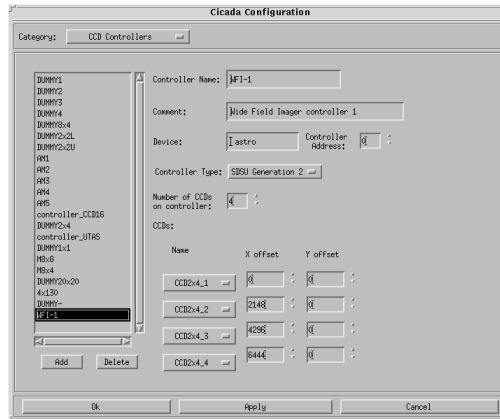 Cicada Configuration
Category: CCD Controllers
DUMMY1
DUMMY2
DUMMY3
DUMMY4
DUMMY8x4
DUMMY2x2L
DUMMY2x2U
AM1
AM2
AM3
AM4
AM5
controller_CCD16
DUMMY2x4
controller_UTAS
DUMMY1x1
M8x8
M8x4
DUMMY20x20
4x130
DUMMY-
WFI-1
Add Delete
Controller Name: WFI-1
Comment: Wide Field Imager controller 1
Device: astro Controller Address: 0
Controller Type: SDSU Generation 2
Number of CCDs on controller: 4
CCDs:
Name X offset Y offset
CCD2x4_1 0 0
CCD2x4_2 2148 0
CCD2x4_3 4296 0
CCD2x4_4 6444 0
Ok Apply Cancel